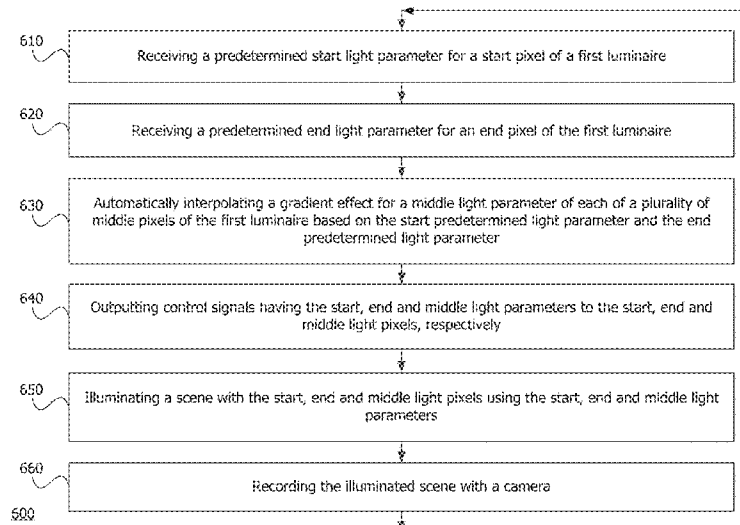 610
Receiving a predetermined start light parameter for a start pixel of a first luminaire
620
Receiving a predetermined end light parameter for an end pixel of the first luminaire
630
Automatically interpolating a gradient effect for a middle light parameter of each of a plurality of
middle pixels of the first luminaire based on the start predetermined light parameter and the end
predetermined light parameter
640
Outputting control signals having the start, end and middle light parameters to the start, end and
middle light pixels, respectively
650
Illuminating a scene with the start, end and middle light pixels using the start, end and middle light
parameters
660
Recording the illuminated scene with a camera
600